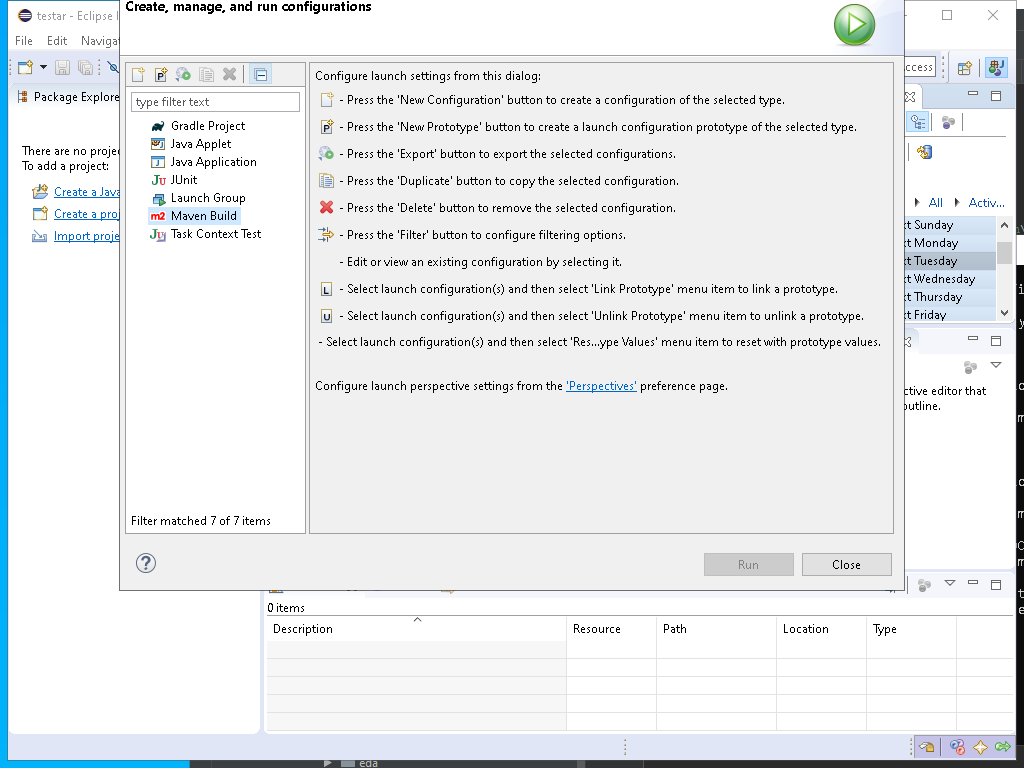 Create, manage, and run configurations
testar - Eclipse I
File Edit Navigat
ccess
Package Explore
type filter text
Gradle Project
Java Applet
Java Application
JUnit
Launch Group
Maven Build
Task Context Test
Filter matched 7 of 7 items
There are no projec
To add a project:
Create a Java
Create a proj
Import proje
Configure launch settings from this dialog:
- Press the 'New Configuration' button to create a configuration of the selected type.
- Press the 'New Prototype' button to create a launch configuration prototype of the selected type.
- Press the 'Export' button to export the selected configurations.
- Press the 'Duplicate' button to copy the selected configuration.
- Press the 'Delete' button to remove the selected configuration.
- Press the 'Filter' button to configure filtering options.
- Edit or view an existing configuration by selecting it.
- Select launch configuration(s) and then select 'Link Prototype' menu item to link a prototype.
- Select launch configuration(s) and then select 'Unlink Prototype' menu item to unlink a prototype.
- Select launch configuration(s) and then select 'Res...ype Values' menu item to reset with prototype values.
Configure launch perspective settings from the 'Perspectives' preference page.
Run Close
All Activ...
xt Sunday
xt Monday
xt Tuesday
xt Wednesday
xt Thursday
xt Friday
ctive editor that
outline.
0 items
Description Resource Path Location Type
eda